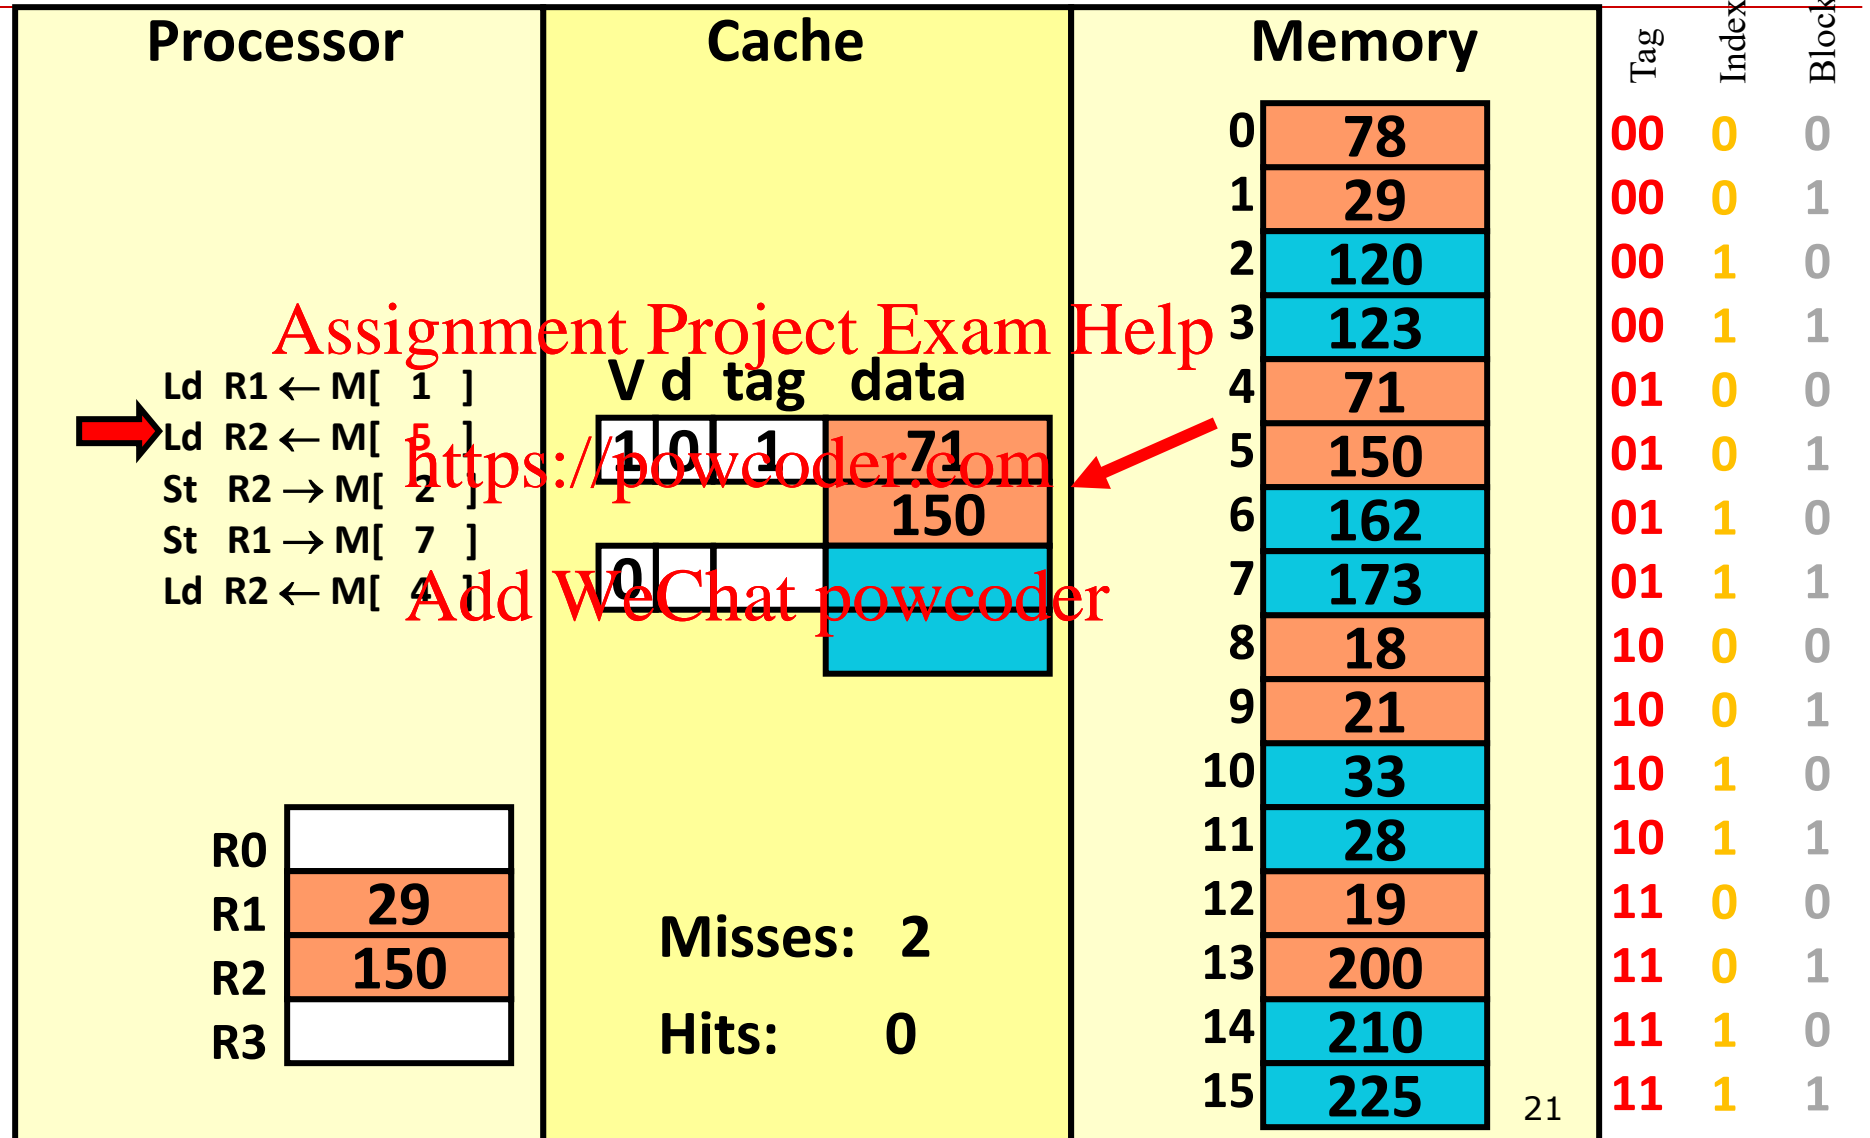 Processor
Cache
Memory
Tag
Index
Block
Assignment Project Exam Help
https://powcoder.com
Add WeChat powcoder
Ld R1 ← M[ 1 ]
Ld R2 ← M[ 5 ]
St R2 → M[ 2 ]
St R1 → M[ 7 ]
Ld R2 ← M[ 4 ]
V d tag data
1 0 1 71
150
0
R0
R1 29
R2 150
R3
Misses: 2
Hits: 0
0 78 00 0 0
1 29 00 0 1
2 120 00 1 0
3 123 00 1 1
4 71 01 0 0
5 150 01 0 1
6 162 01 1 0
7 173 01 1 1
8 18 10 0 0
9 21 10 0 1
10 33 10 1 0
11 28 10 1 1
12 19 11 0 0
13 200 11 0 1
14 210 11 1 0
15 225 11 1 1
21